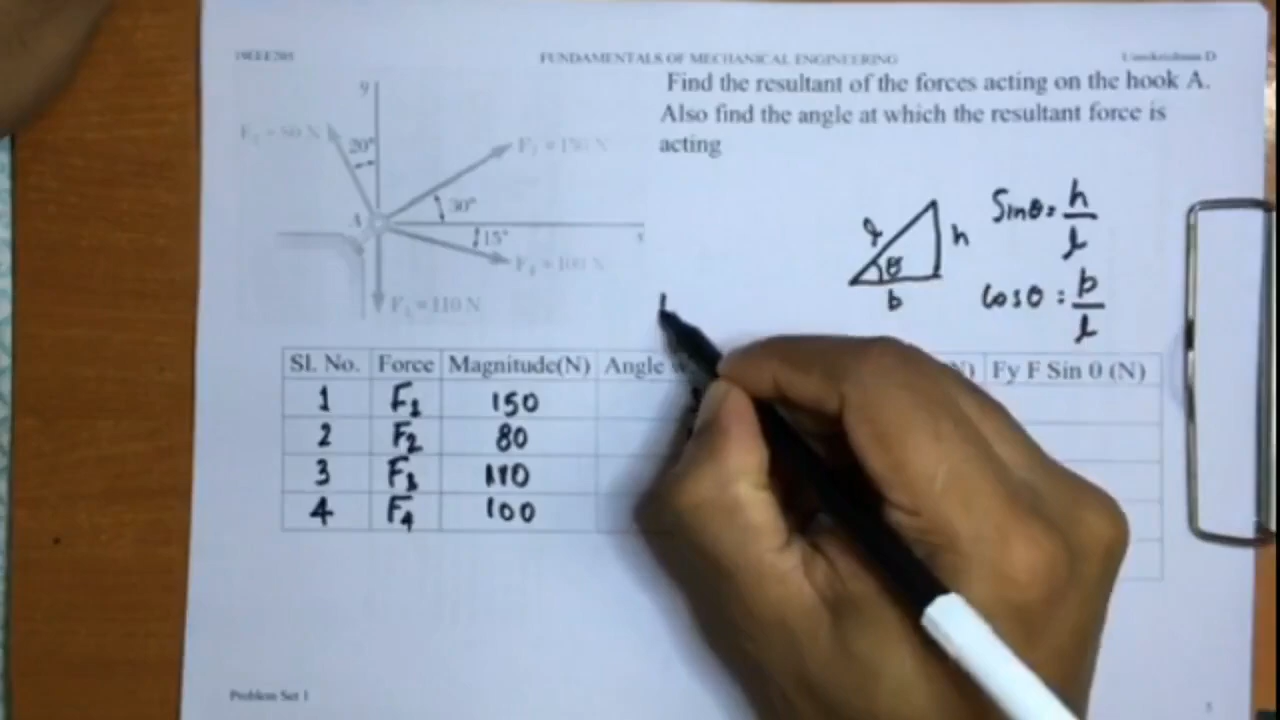 19EEE205 FUNDAMENTALS OF MECHANICAL ENGINEERING Unnikrishnan D
Find the resultant of the forces acting on the hook A.
Also find the angle at which the resultant force is
acting
20°
30°
A
15°
F₁ = 150 N
F₄ = 100 N
F₃ = 110 N
l h b θ
Sinθ = h/l
Cosθ = b/l
Sl. No. Force Magnitude(N) Angle Fy F Sin θ (N)
1 F1 150
2 F2 80
3 F3 110
4 F4 100
Problem Set 1